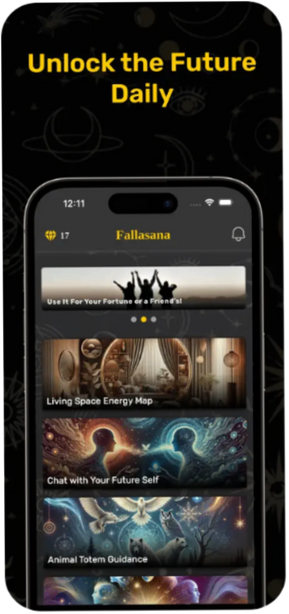 Unlock the Future
Daily
12:11
17
Fallasana
Use It For Your Fortune or a Friend's!
Living Space Energy Map
Chat with Your Future Self
Animal Totem Guidance